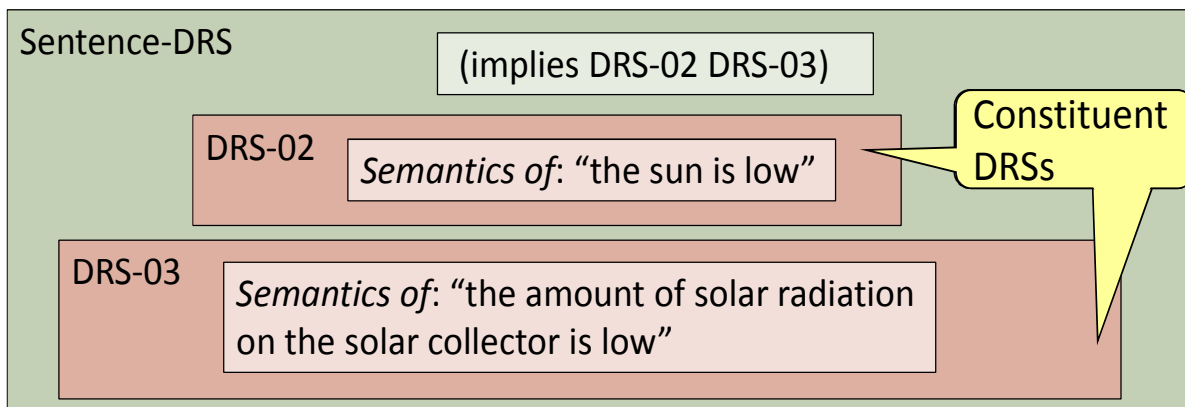 Sentence-DRS
(implies DRS-02 DRS-03)
DRS-02
Semantics of: “the sun is low”
Constituent
DRSs
DRS-03
Semantics of: “the amount of solar radiation
on the solar collector is low”